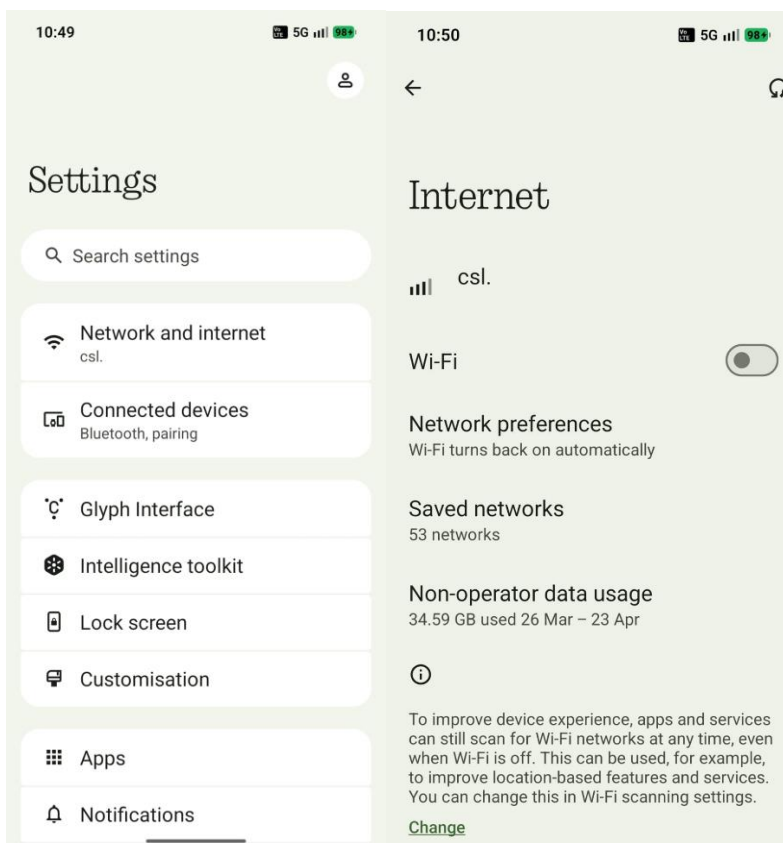 10:49
Vo LTE 5G 98+
Settings
Search settings
Network and internet
csl.
Connected devices
Bluetooth, pairing
Glyph Interface
Intelligence toolkit
Lock screen
Customisation
Apps
Notifications
10:50
Vo LTE 5G 98+
Internet
csl.
Wi-Fi
Network preferences
Wi-Fi turns back on automatically
Saved networks
53 networks
Non-operator data usage
34.59 GB used 26 Mar – 23 Apr
To improve device experience, apps and services
can still scan for Wi-Fi networks at any time, even
when Wi-Fi is off. This can be used, for example,
to improve location-based features and services.
You can change this in Wi-Fi scanning settings.
Change